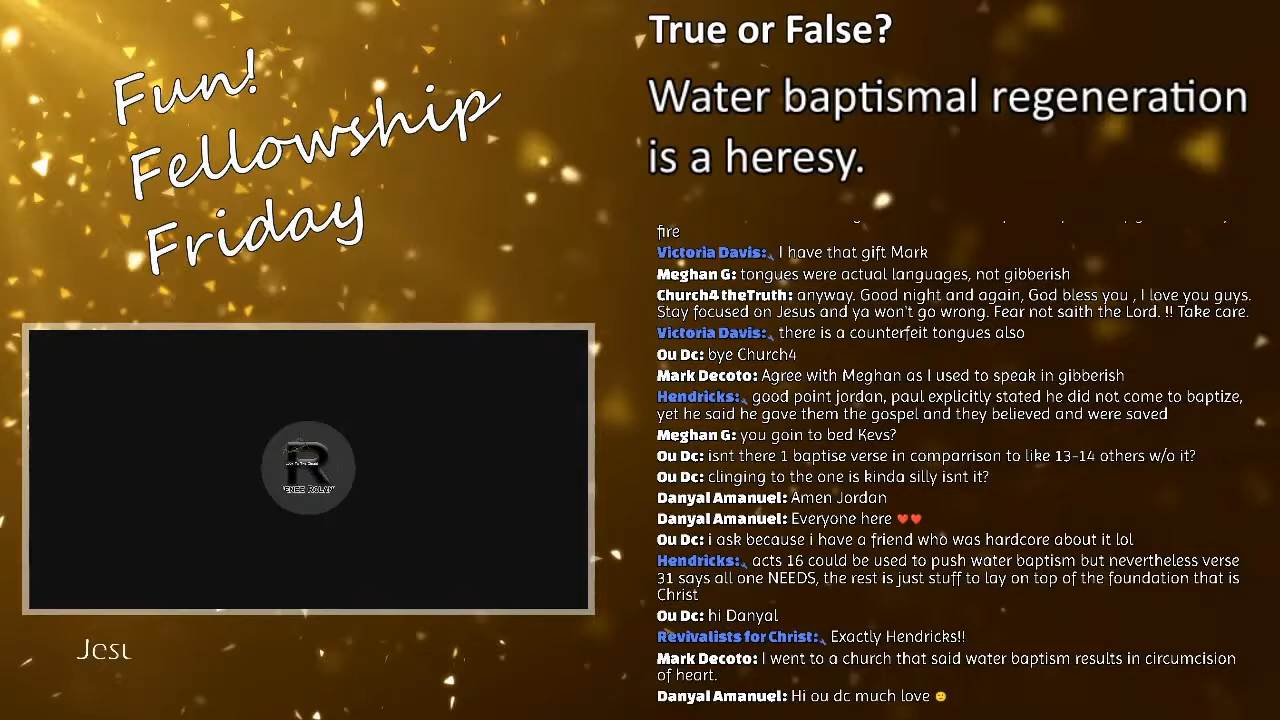 Fun!
Fellowship
Friday
True or False?
Water baptismal regeneration
is a heresy.
fire
Victoria Davis: I have that gift Mark
Meghan G: tongues were actual languages, not gibberish
Church4theTruth: anyway. Good night and again, God bless you , I love you guys.
Stay focused on Jesus and ya won't go wrong. Fear not saith the Lord. !! Take care.
Victoria Davis: there is a counterfeit tongues also
Ou Dc: bye Church4
Mark Decoto: Agree with Meghan as I used to speak in gibberish
Hendricks: good point jordan, paul explicitly stated he did not come to baptize,
yet he said he gave them the gospel and they believed and were saved
Meghan G: you goin to bed Kevs?
Ou Dc: isnt there 1 baptise verse in comparrison to like 13-14 others w/o it?
Ou Dc: clinging to the one is kinda silly isnt it?
Danyal Amanuel: Amen Jordan
Danyal Amanuel: Everyone here ❤️❤️
Ou Dc: i ask because i have a friend who was hardcore about it lol
Hendricks: acts 16 could be used to push water baptism but nevertheless verse
31 says all one NEEDS, the rest is just stuff to lay on top of the foundation that is
Christ
Ou Dc: hi Danyal
Revivalists for Christ: Exactly Hendricks!!
Mark Decoto: I went to a church that said water baptism results in circumcision
of heart.
Danyal Amanuel: Hi ou dc much love 🙂
R
Jesu